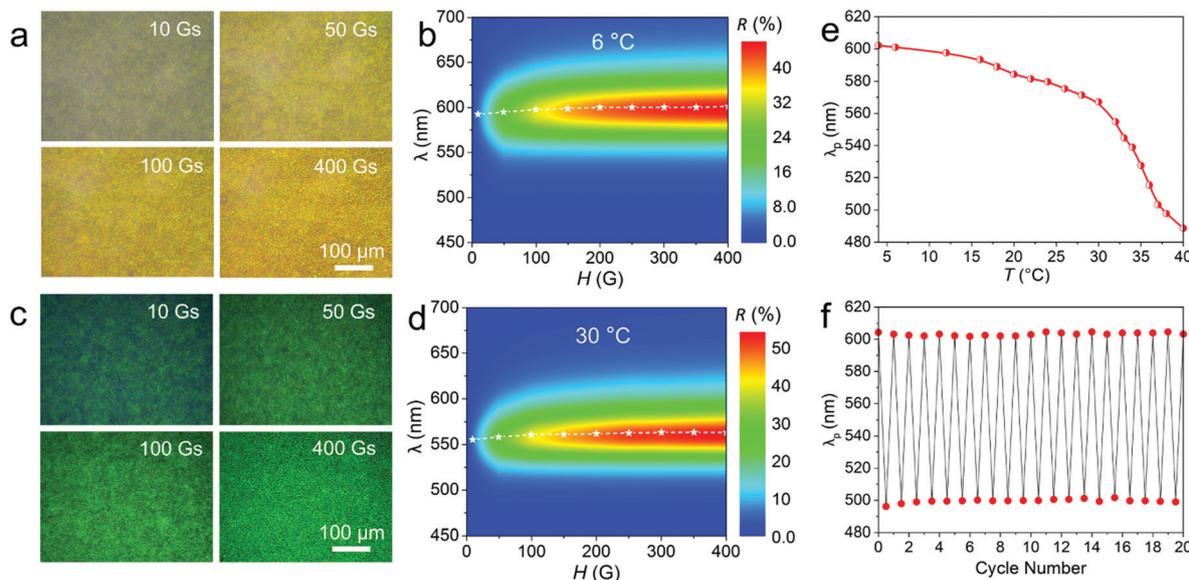 a
10 Gs
50 Gs
100 Gs
400 Gs
100 μm
b
6 °C
R (%)
700
650
600
550
500
450
λ (nm)
0
100
200
300
400
H (G)
40
32
24
16
8.0
0.0
e
620
600
580
560
540
520
500
480
λp (nm)
5
10
15
20
25
30
35
40
T (°C)
c
10 Gs
50 Gs
100 Gs
400 Gs
100 μm
d
30 °C
R (%)
700
650
600
550
500
450
λ (nm)
0
100
200
300
400
H (G)
50
40
30
20
10
0.0
f
620
600
580
560
540
520
500
480
λp (nm)
0
2
4
6
8
10
12
14
16
18
20
Cycle Number